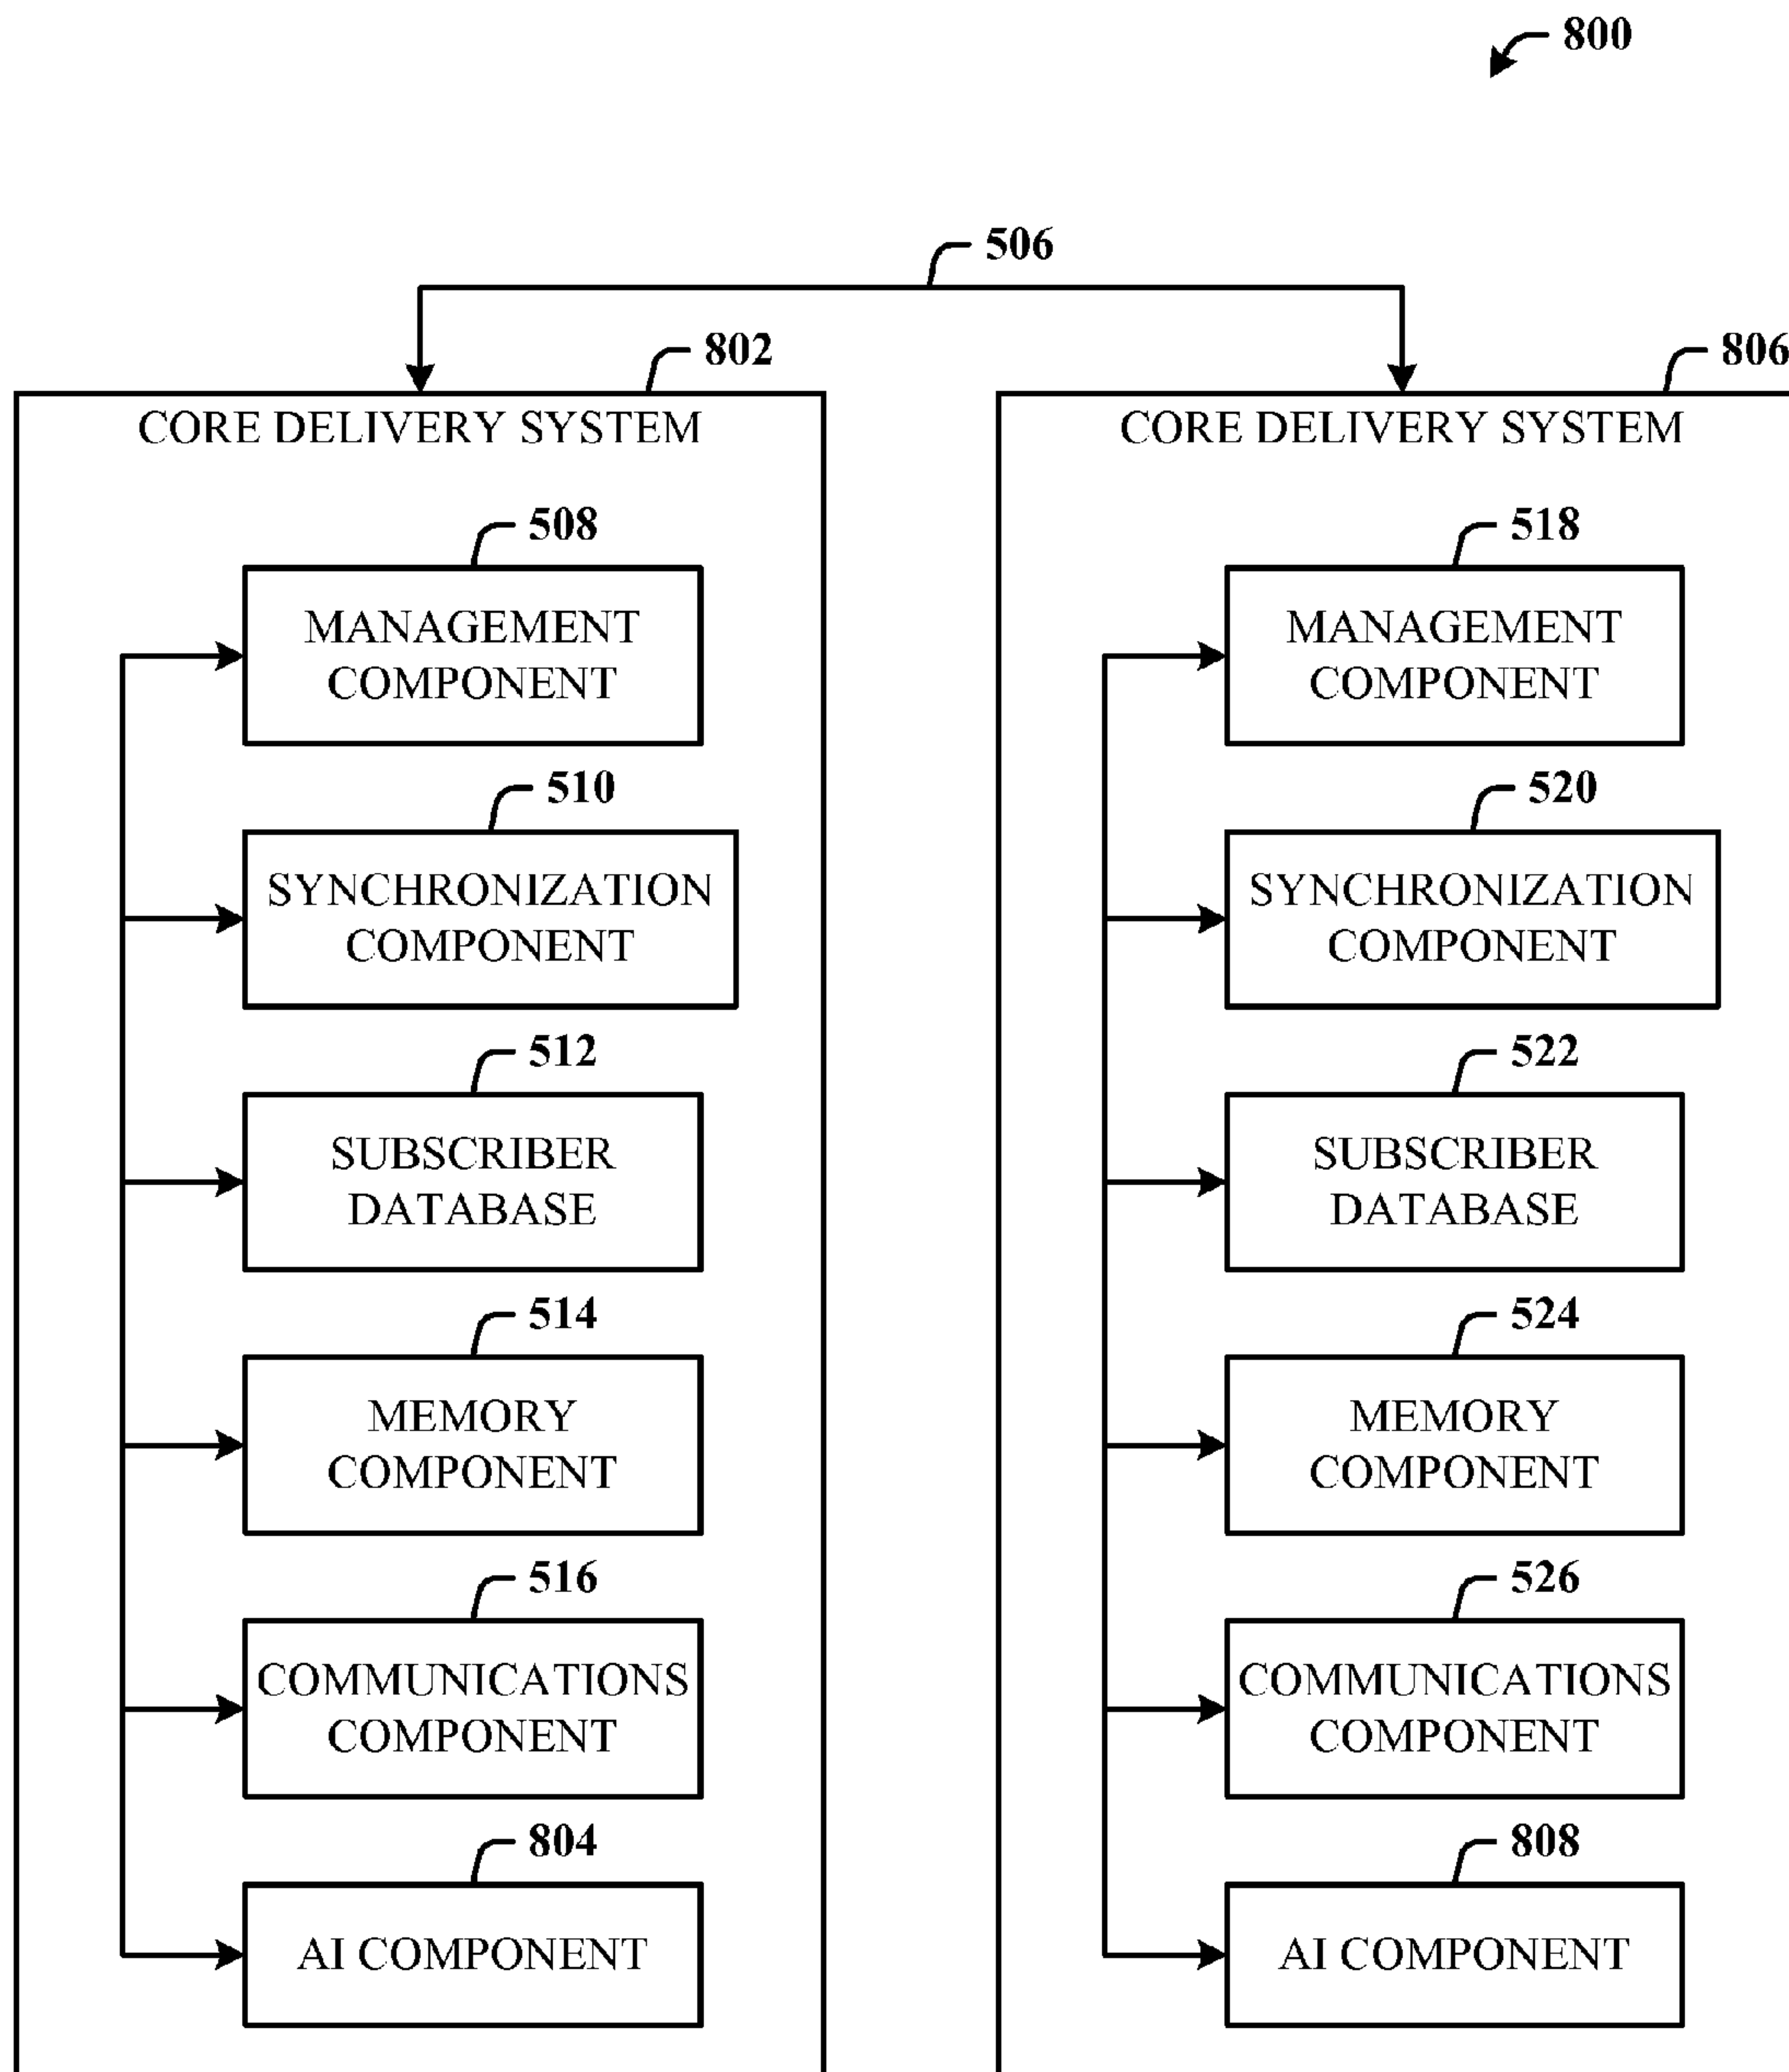 800
506
802
CORE DELIVERY SYSTEM
508
MANAGEMENT
COMPONENT
510
SYNCHRONIZATION
COMPONENT
512
SUBSCRIBER
DATABASE
514
MEMORY
COMPONENT
516
COMMUNICATIONS
COMPONENT
804
AI COMPONENT
806
CORE DELIVERY SYSTEM
518
MANAGEMENT
COMPONENT
520
SYNCHRONIZATION
COMPONENT
522
SUBSCRIBER
DATABASE
524
MEMORY
COMPONENT
526
COMMUNICATIONS
COMPONENT
808
AI COMPONENT